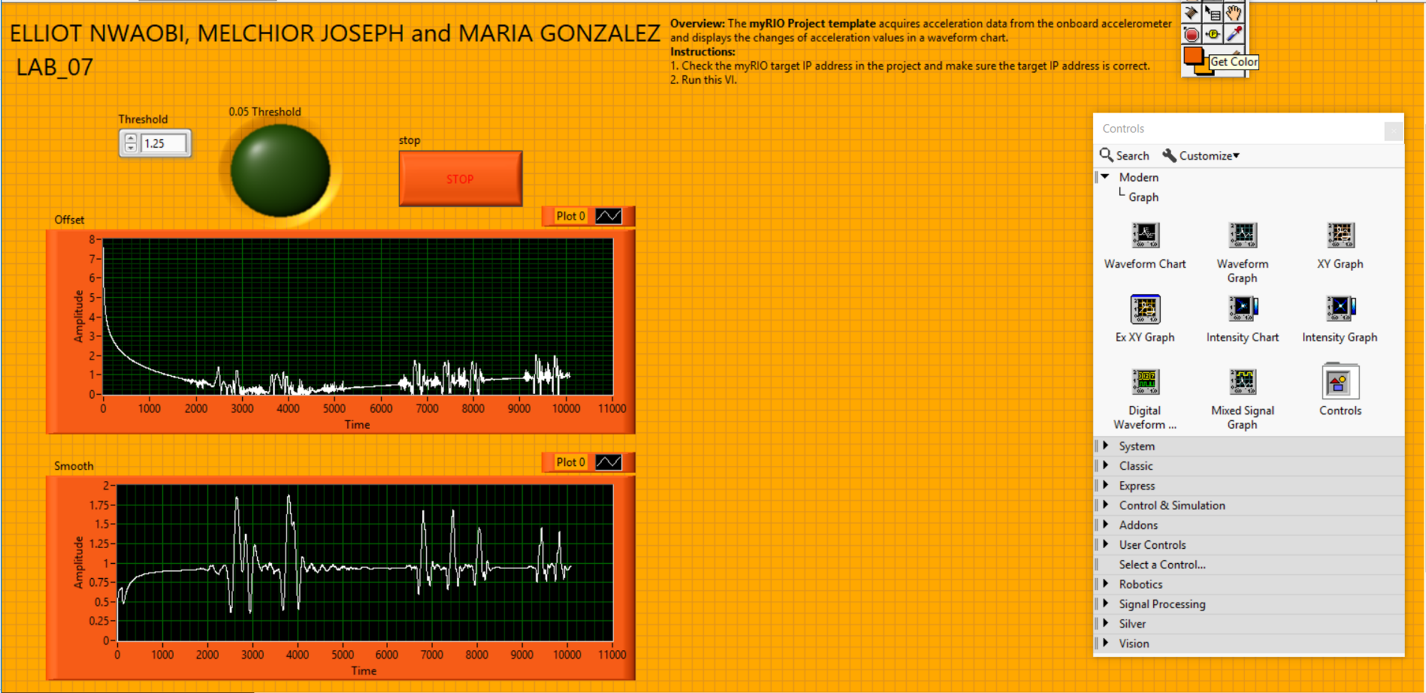 ELLIOT NWAOBI, MELCHIOR JOSEPH and MARIA GONZALEZ
LAB_07
Overview: The myRIO Project template acquires acceleration data from the onboard accelerometer
and displays the changes of acceleration values in a waveform chart.
Instructions:
1. Check the myRIO target IP address in the project and make sure the target IP address is correct.
2. Run this VI.
Get Color
Threshold
1.25
0.05 Threshold
stop
STOP
Offset
Plot 0
Amplitude
8
7
6
5
4
3
2
1
0
0 1000 2000 3000 4000 5000 6000 7000 8000 9000 10000 11000
Time
Smooth
Plot 0
Amplitude
2
1.75
1.5
1.25
1
0.75
0.5
0.25
0
0 1000 2000 3000 4000 5000 6000 7000 8000 9000 10000 11000
Time
Controls
Search Customize
Modern
Graph
Waveform Chart
Waveform
Graph
XY Graph
Ex XY Graph
Intensity Chart
Intensity Graph
Digital
Waveform ...
Mixed Signal
Graph
Controls
System
Classic
Express
Control & Simulation
Addons
User Controls
Select a Control...
Robotics
Signal Processing
Silver
Vision